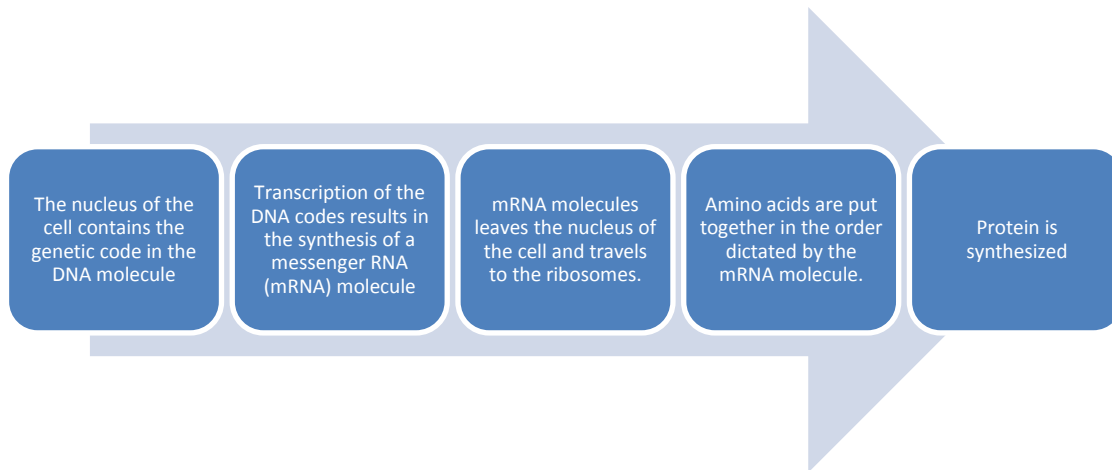 The nucleus of the
cell contains the
genetic code in the
DNA molecule
Transcription of the
DNA codes results in
the synthesis of a
messenger RNA
(mRNA) molecule
mRNA molecules
leaves the nucleus of
the cell and travels
to the ribosomes.
Amino acids are put
together in the order
dictated by the
mRNA molecule.
Protein is
synthesized